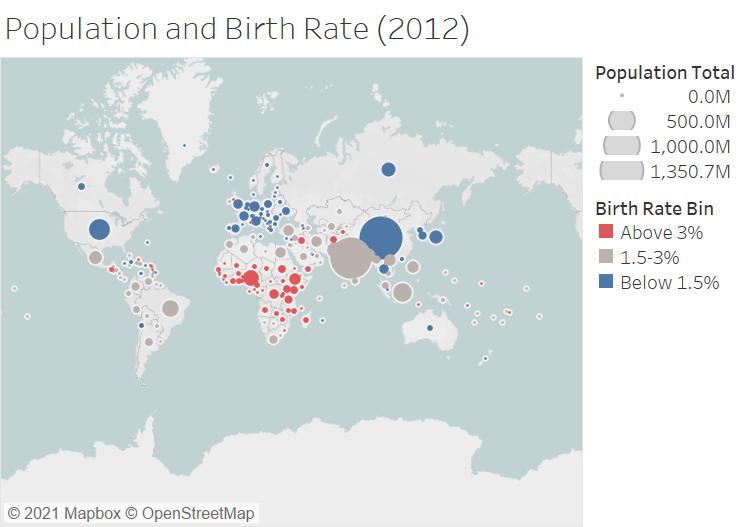 Population and Birth Rate (2012)
Population Total
0.0M
500.0M
1,000.0M
1,350.7M
Birth Rate Bin
Above 3%
1.5-3%
Below 1.5%
© 2021 Mapbox © OpenStreetMap